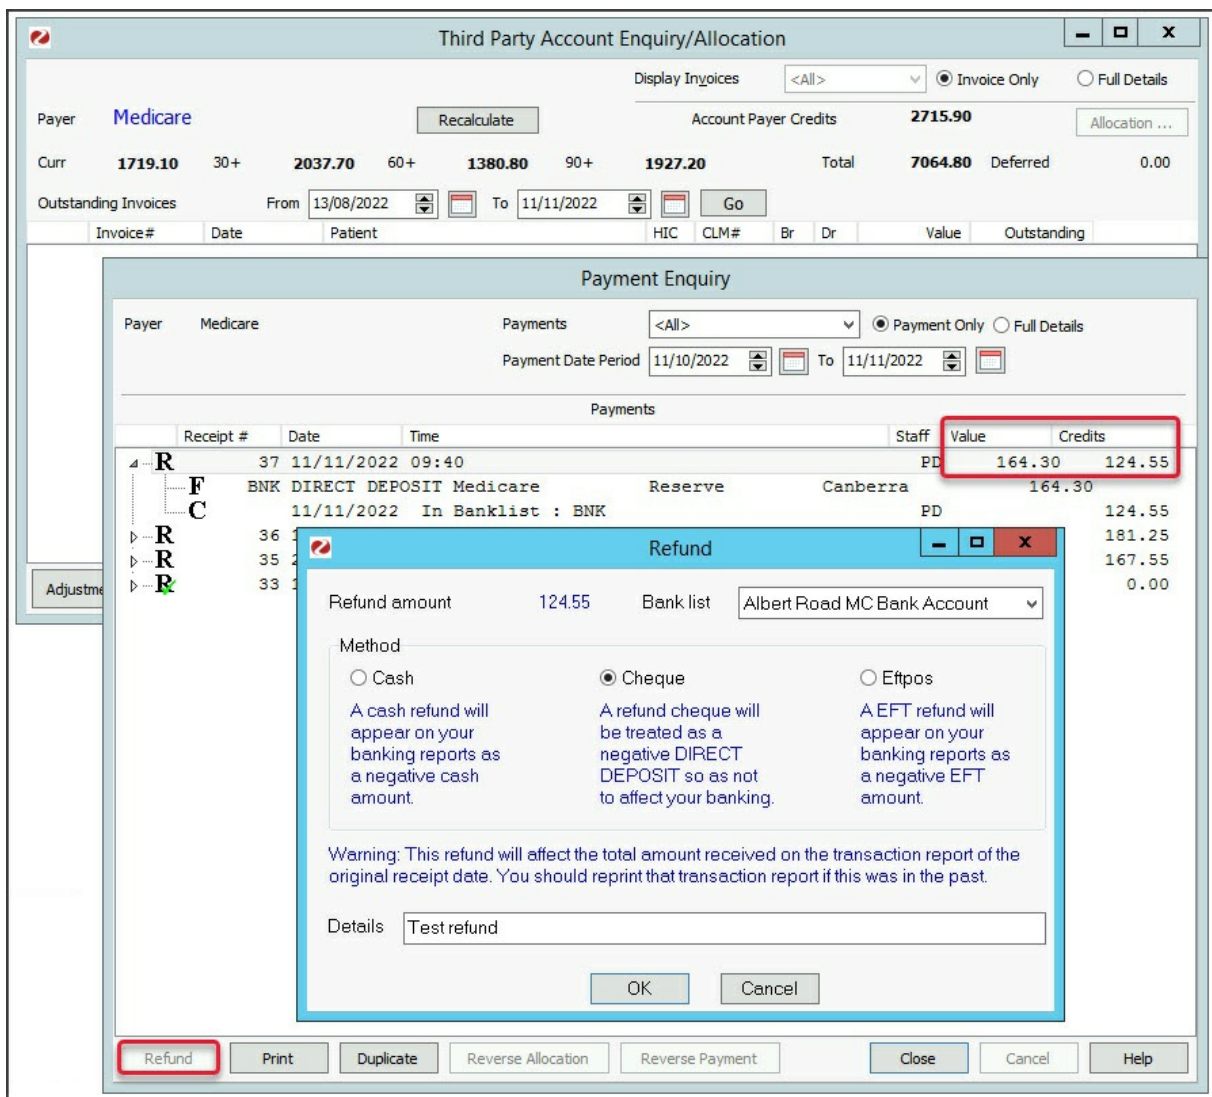 Third Party Account Enquiry/Allocation
Display Invoices <All> Invoice Only Full Details
Payer Medicare Recalculate Account Payer Credits 2715.90 Allocation ...
Curr 1719.10 30+ 2037.70 60+ 1380.80 90+ 1927.20 Total 7064.80 Deferred 0.00
Outstanding Invoices From 13/08/2022 To 11/11/2022 Go
Invoice# Date Patient HIC CLM# Br Dr Value Outstanding
Payment Enquiry
Payer Medicare Payments <All> Payment Only Full Details
Payment Date Period 11/10/2022 To 11/11/2022
Payments
Receipt # Date Time Staff Value Credits
R 37 11/11/2022 09:40 PD 164.30 124.55
F BNK DIRECT DEPOSIT Medicare Reserve Canberra 164.30
C 11/11/2022 In Banklist : BNK PD 124.55
R 36 1 181.25
R 35 2 167.55
R 33 1 0.00
Adjustme
Refund
Refund amount 124.55 Bank list Albert Road MC Bank Account
Method
Cash Cheque Eftpos
A cash refund will
appear on your
banking reports as
a negative cash
amount.
A refund cheque will
be treated as a
negative DIRECT
DEPOSIT so as not
to affect your banking.
A EFT refund will
appear on your
banking reports as
a negative EFT
amount.
Warning: This refund will affect the total amount received on the transaction report of the
original receipt date. You should reprint that transaction report if this was in the past.
Details Test refund
OK Cancel
Refund Print Duplicate Reverse Allocation Reverse Payment Close Cancel Help